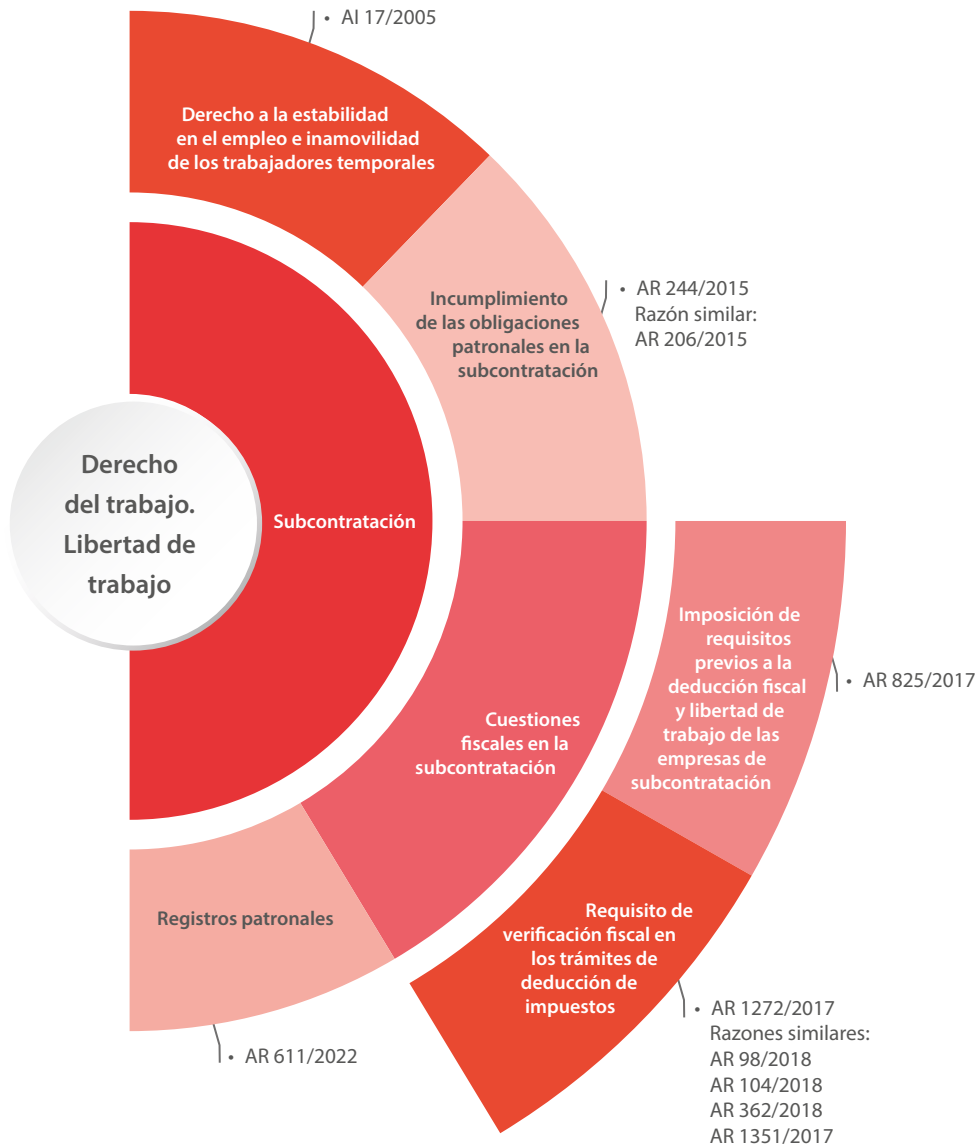 • AI 17/2005
Derecho a la estabilidad
en el empleo e inamovilidad
de los trabajadores temporales
Incumplimiento
de las obligaciones
patronales en la
subcontratación
• AR 244/2015
Razón similar:
AR 206/2015
Derecho
del trabajo.
Libertad de
trabajo
Subcontratación
Cuestiones
fiscales en la
subcontratación
Imposición de
requisitos
previos a la
deducción fiscal
y libertad de
trabajo de las
empresas de
subcontratación
• AR 825/2017
Requisito de
verificación fiscal en
los trámites de
deducción de
impuestos
• AR 1272/2017
Razones similares:
AR 98/2018
AR 104/2018
AR 362/2018
AR 1351/2017
Registros patronales
• AR 611/2022